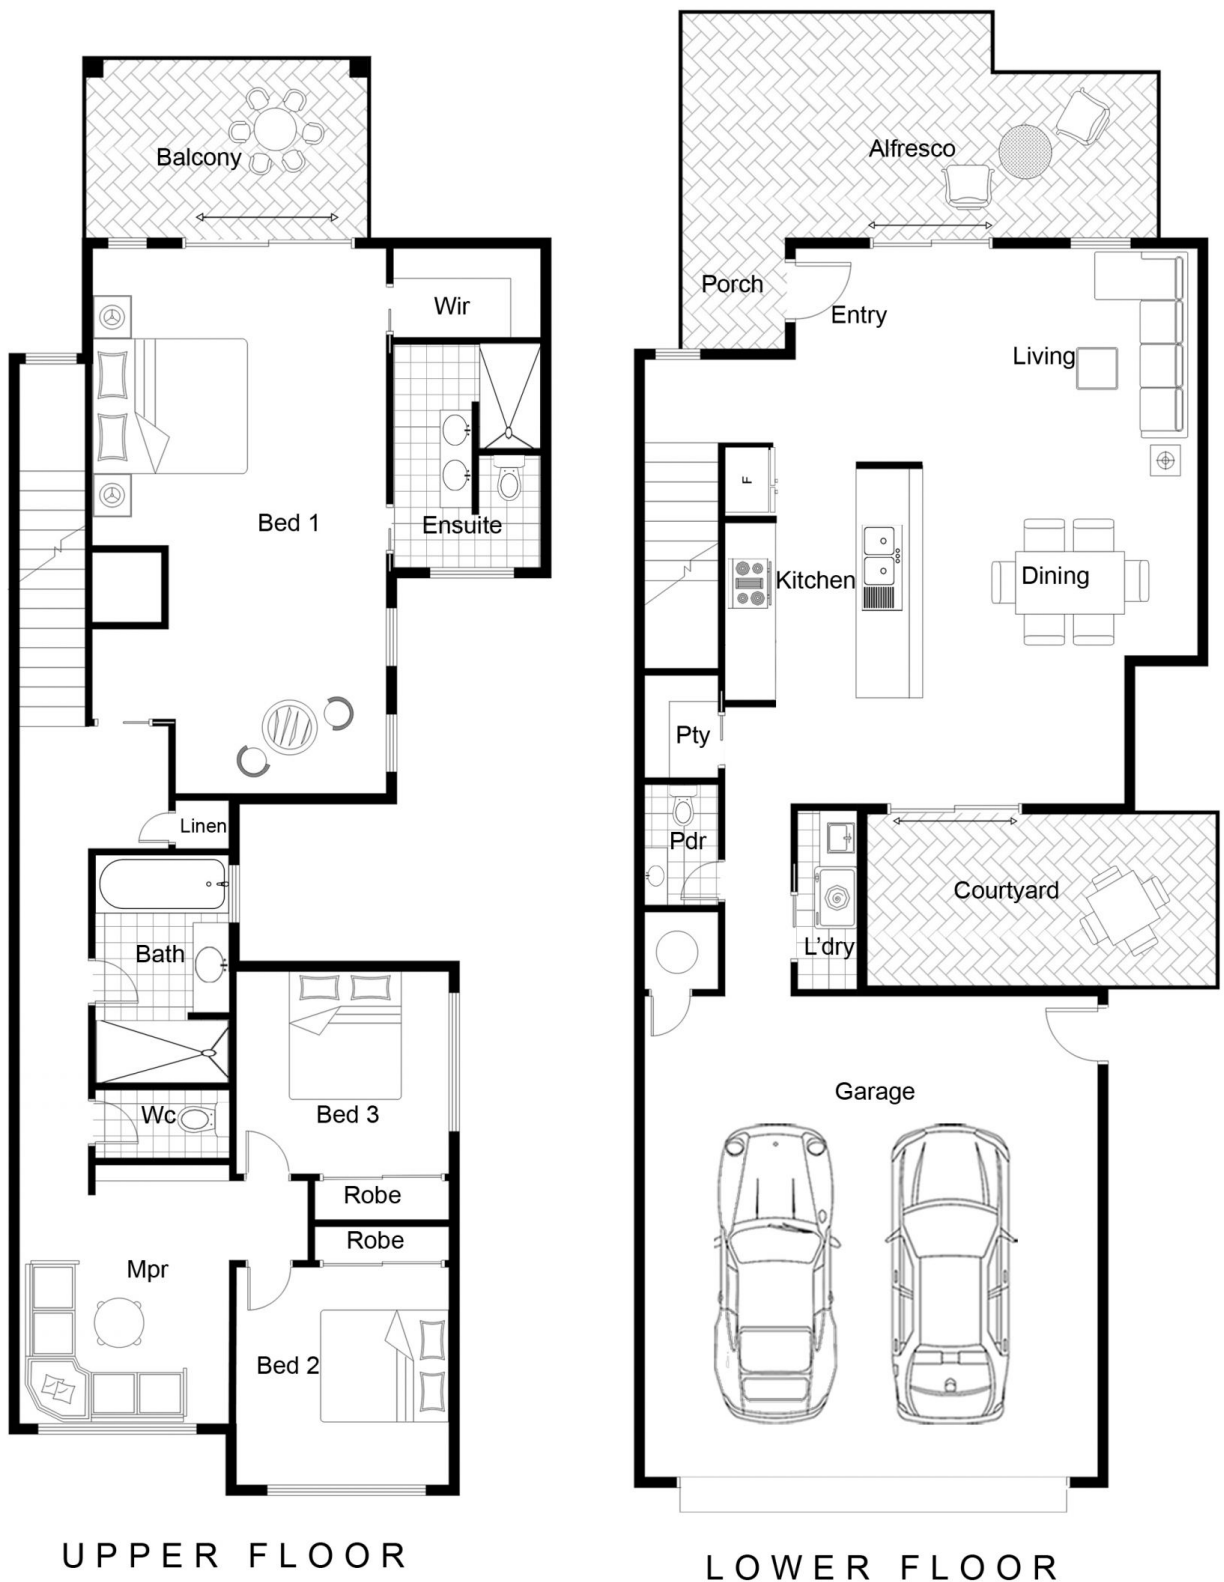 Balcony
Wir
Bed 1
Ensuite
Linen
Bath
Wc
Bed 3
Robe
Robe
Mpr
Bed 2
UPPER FLOOR
Alfresco
Porch
Entry
Living
F
Kitchen
Dining
Pty
Pdr
Courtyard
L'dry
Garage
LOWER FLOOR